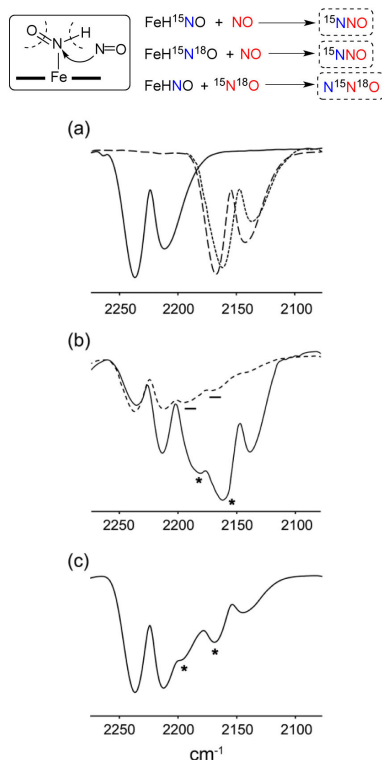 O=N H N=O
Fe
FeH¹⁵NO + NO ⟶ ¹⁵NNO
FeH¹⁵N¹⁸O + NO ⟶ ¹⁵NNO
FeHNO + ¹⁵N¹⁸O ⟶ N¹⁵N¹⁸O
(a)
2250 2200 2150 2100
(b)
* *
2250 2200 2150 2100
(c)
* *
2250 2200 2150 2100
cm⁻¹